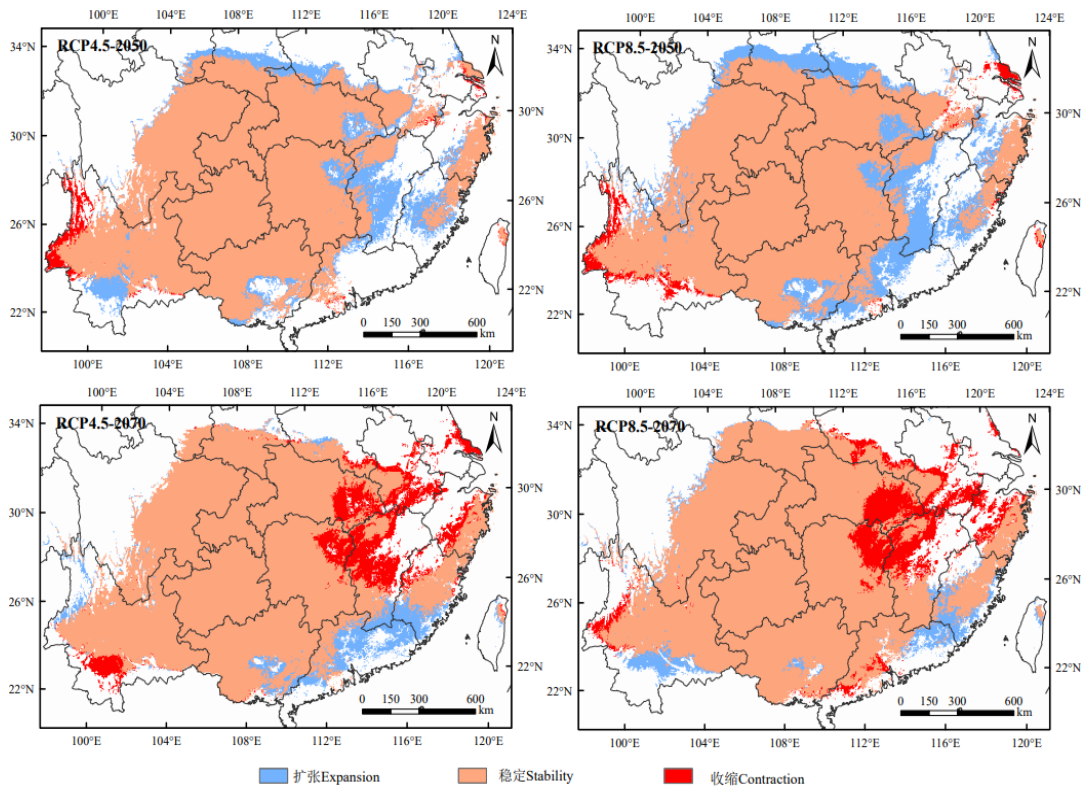 100°E 104°E 108°E 112°E 116°E 120°E 124°E
100°E 104°E 108°E 112°E 116°E 120°E 124°E
RCP4.5-2050
N
34°N
30°N
30°N
26°N
26°N
22°N
22°N
0 150 300 600
km
RCP8.5-2050
N
34°N
30°N
30°N
26°N
26°N
22°N
22°N
0 150 300 600
km
100°E 104°E 108°E 112°E 116°E 120°E
100°E 104°E 108°E 112°E 116°E 120°E
100°E 104°E 108°E 112°E 116°E 120°E 124°E
100°E 104°E 108°E 112°E 116°E 120°E 124°E
RCP4.5-2070
N
34°N
30°N
30°N
26°N
26°N
22°N
22°N
0 150 300 600
km
RCP8.5-2070
N
34°N
30°N
30°N
26°N
26°N
22°N
22°N
0 150 300 600
km
100°E 104°E 108°E 112°E 116°E 120°E
100°E 104°E 108°E 112°E 116°E 120°E
扩张Expansion 稳定Stability 收缩Contraction